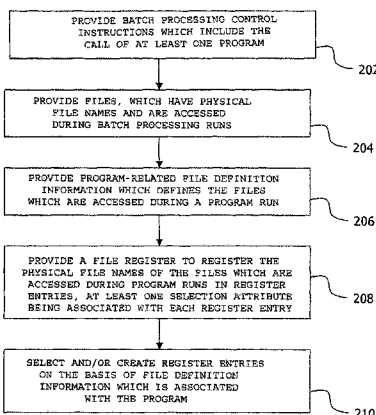 PROVIDE BATCH PROCESSING CONTROL
INSTRUCTIONS WHICH INCLUDE THE
CALL OF AT LEAST ONE PROGRAM
202
PROVIDE FILES, WHICH HAVE PHYSICAL
FILE NAMES AND ARE ACCESSED
DURING BATCH PROCESSING RUNS
204
PROVIDE PROGRAM-RELATED FILE DEFINITION
INFORMATION WHICH DEFINES THE FILES
WHICH ARE ACCESSED DURING A PROGRAM RUN
206
PROVIDE A FILE REGISTER TO REGISTER THE
PHYSICAL FILE NAMES OF THE FILES WHICH ARE
ACCESSED DURING PROGRAM RUNS IN REGISTER
ENTRIES, AT LEAST ONE SELECTION ATTRIBUTE
BEING ASSOCIATED WITH EACH REGISTER ENTRY
208
SELECT AND/OR CREATE REGISTER ENTRIES
ON THE BASIS OF FILE DEFINITION
INFORMATION WHICH IS ASSOCIATED
WITH THE PROGRAM
210